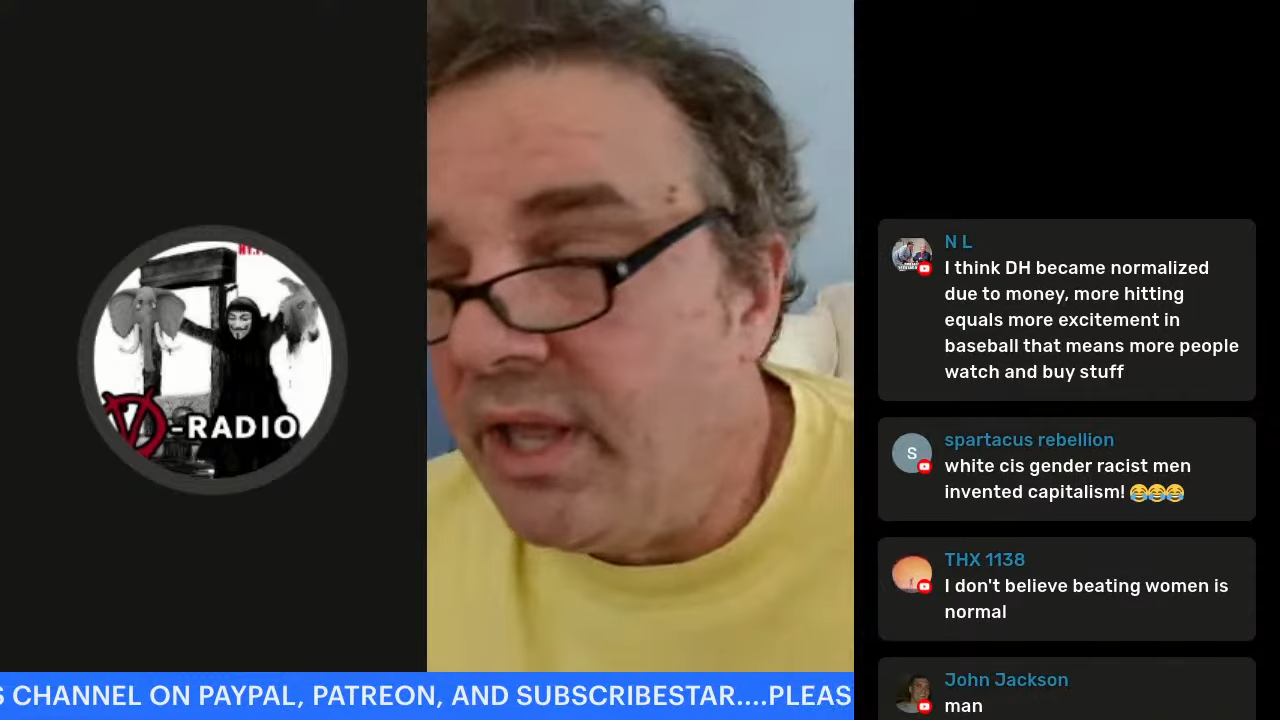 -RADIO
N L
I think DH became normalized
due to money, more hitting
equals more excitement in
baseball that means more people
watch and buy stuff
S
spartacus rebellion
white cis gender racist men
invented capitalism! 😂😂😂
THX 1138
I don't believe beating women is
normal
John Jackson
man
S CHANNEL ON PAYPAL, PATREON, AND SUBSCRIBESTAR....PLEAS